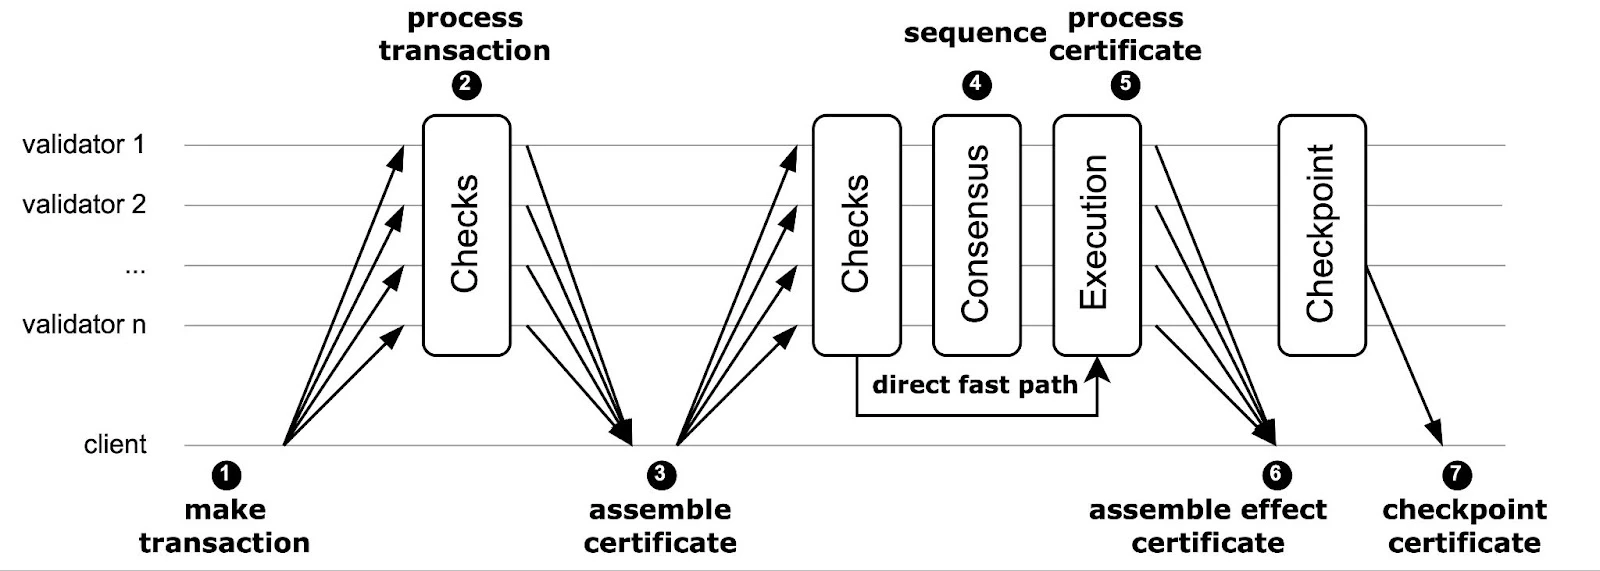 process
transaction
2
sequence
4
process
certificate
5
validator 1
validator 2
...
validator n
client
Checks
Checks
Consensus
Execution
Checkpoint
direct fast path
1
make
transaction
3
assemble
certificate
6
assemble effect
certificate
7
checkpoint
certificate